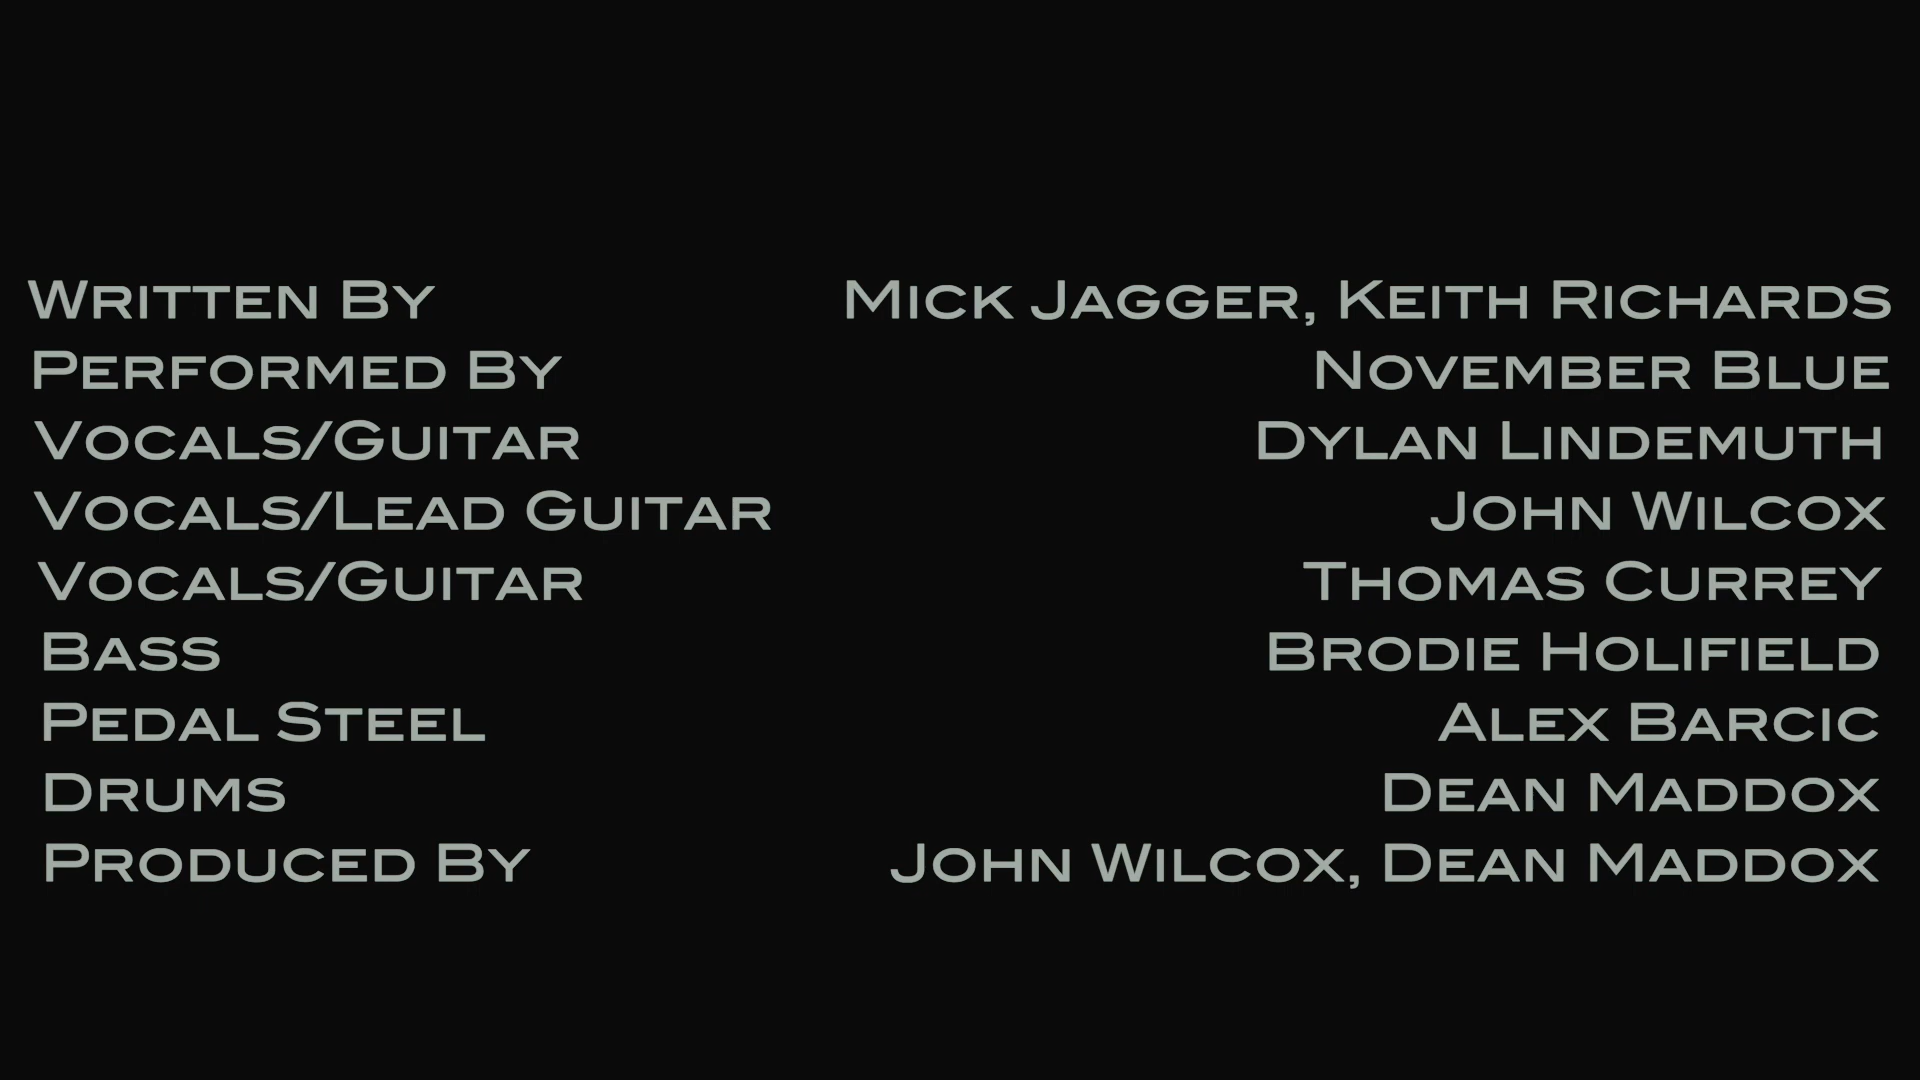 Written By Mick Jagger, Keith Richards
Performed By November Blue
Vocals/Guitar Dylan Lindemuth
Vocals/Lead Guitar John Wilcox
Vocals/Guitar Thomas Currey
Bass Brodie Holifield
Pedal Steel Alex Barcic
Drums Dean Maddox
Produced By John Wilcox, Dean Maddox